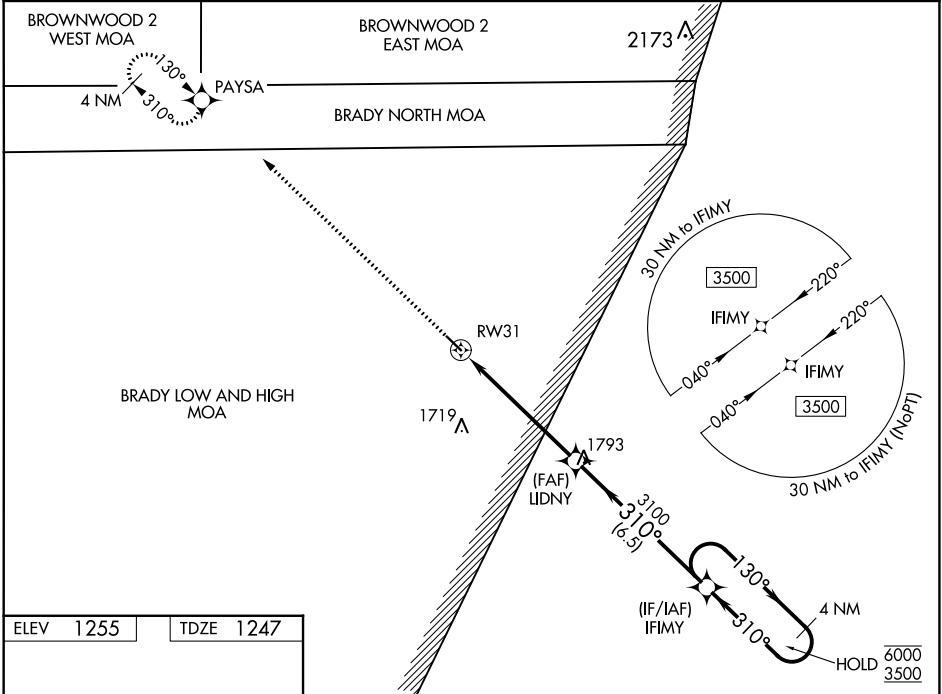 BROWNWOOD 2
WEST MOA
BROWNWOOD 2
EAST MOA
2173
130°
PAYSA
4 NM
310°
BRADY NORTH MOA
30 NM to IFIMY
3500
220°
IFIMY
040°
220°
IFIMY
040°
3500
30 NM to IFIMY (NoPT)
RW31
BRADY LOW AND HIGH
MOA
1719
1793
(FAF)
LIDNY
3100
310°
(6.5)
130°
(IF/IAF)
IFIMY
4 NM
310°
HOLD
6000
3500
ELEV 1255
TDZE 1247